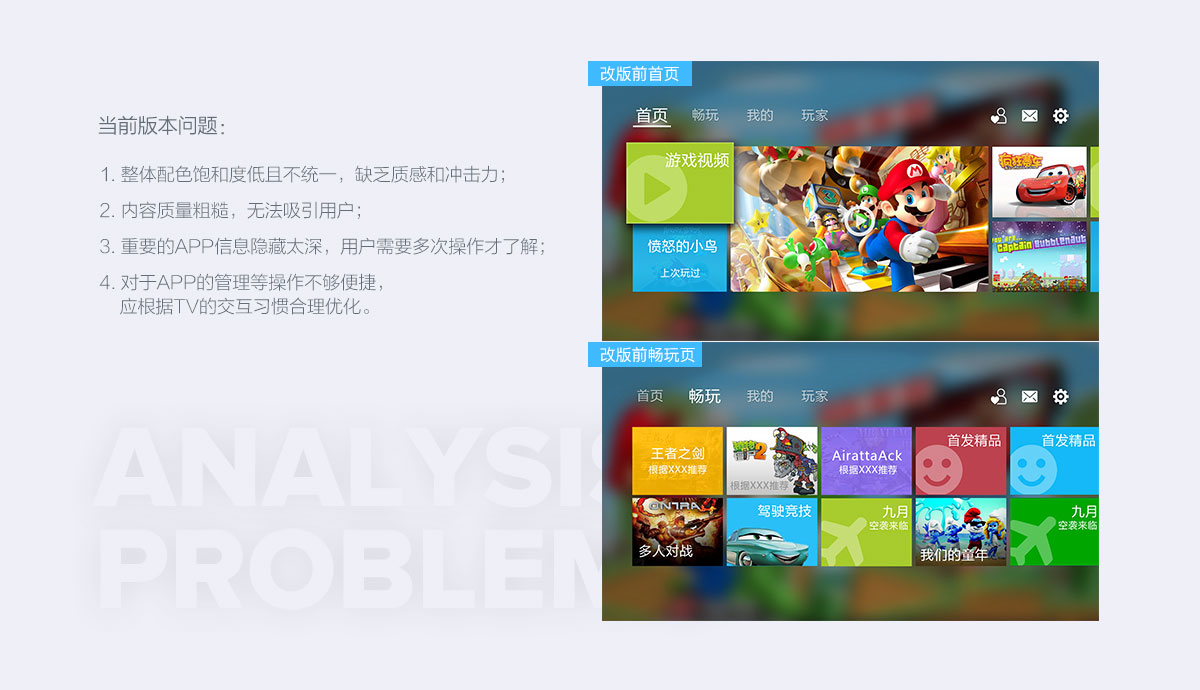 当前版本问题：
1. 整体配色饱和度低且不统一，缺乏质感和冲击力；
2. 内容质量粗糙，无法吸引用户；
3. 重要的APP信息隐藏太深，用户需要多次操作才了解；
4. 对于APP的管理等操作不够便捷，
应根据TV的交互习惯合理优化。
ANALYSIS
PROBLEM
改版前首页
首页 畅玩 我的 玩家
游戏视频
愤怒的小鸟
上次玩过
疯狂赛车
Captain Bubblenaut
改版前畅玩页
首页 畅玩 我的 玩家
王者之剑
根据XXX推荐
2
根据XXX推荐
AirattaAck
根据XXX推荐
首发精品
首发精品
多人对战
驾驶竞技
九月
空袭来临
我们的童年
九月
空袭来临